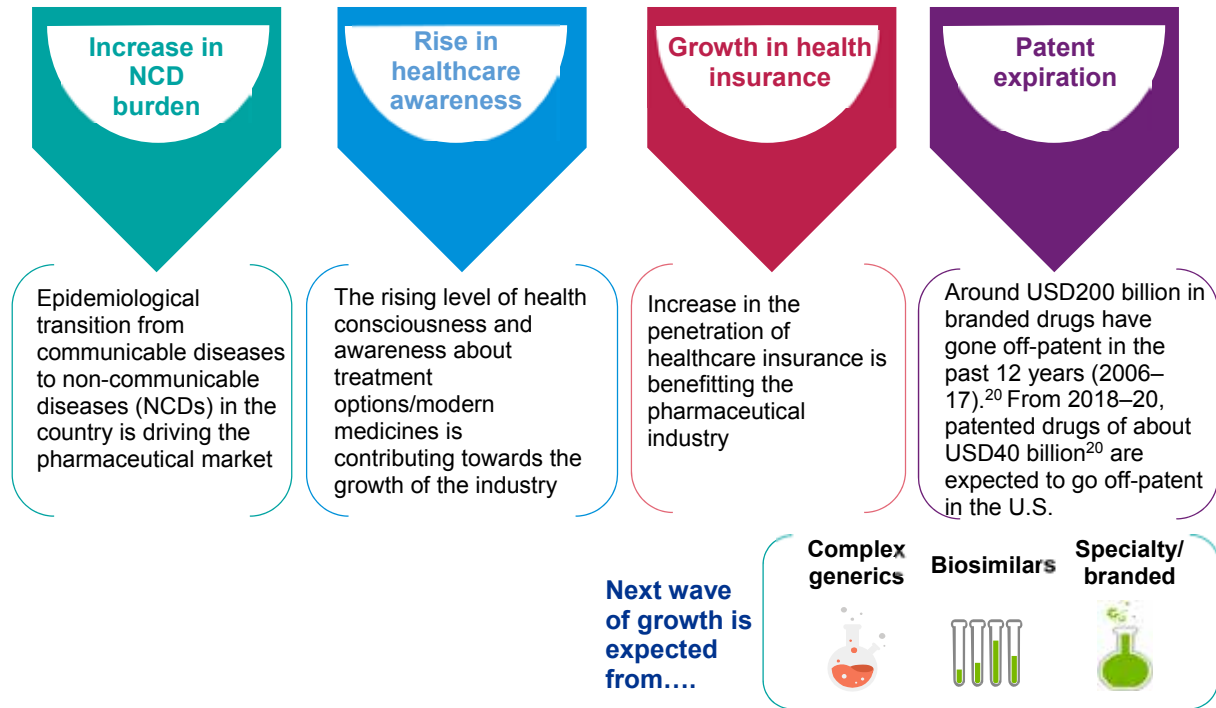 Increase in
NCD
burden
Rise in
healthcare
awareness
Growth in health
insurance
Patent
expiration
Epidemiological
transition from
communicable diseases
to non-communicable
diseases (NCDs) in the
country is driving the
pharmaceutical market
The rising level of health
consciousness and
awareness about
treatment
options/modern
medicines is
contributing towards the
growth of the industry
Increase in the
penetration of
healthcare insurance is
benefitting the
pharmaceutical
industry
Around USD200 billion in
branded drugs have
gone off-patent in the
past 12 years (2006–
17).20 From 2018–20,
patented drugs of about
USD40 billion20 are
expected to go off-patent
in the U.S.
Next wave
of growth is
expected
from....
Complex
generics
Biosimilars
Specialty/
branded